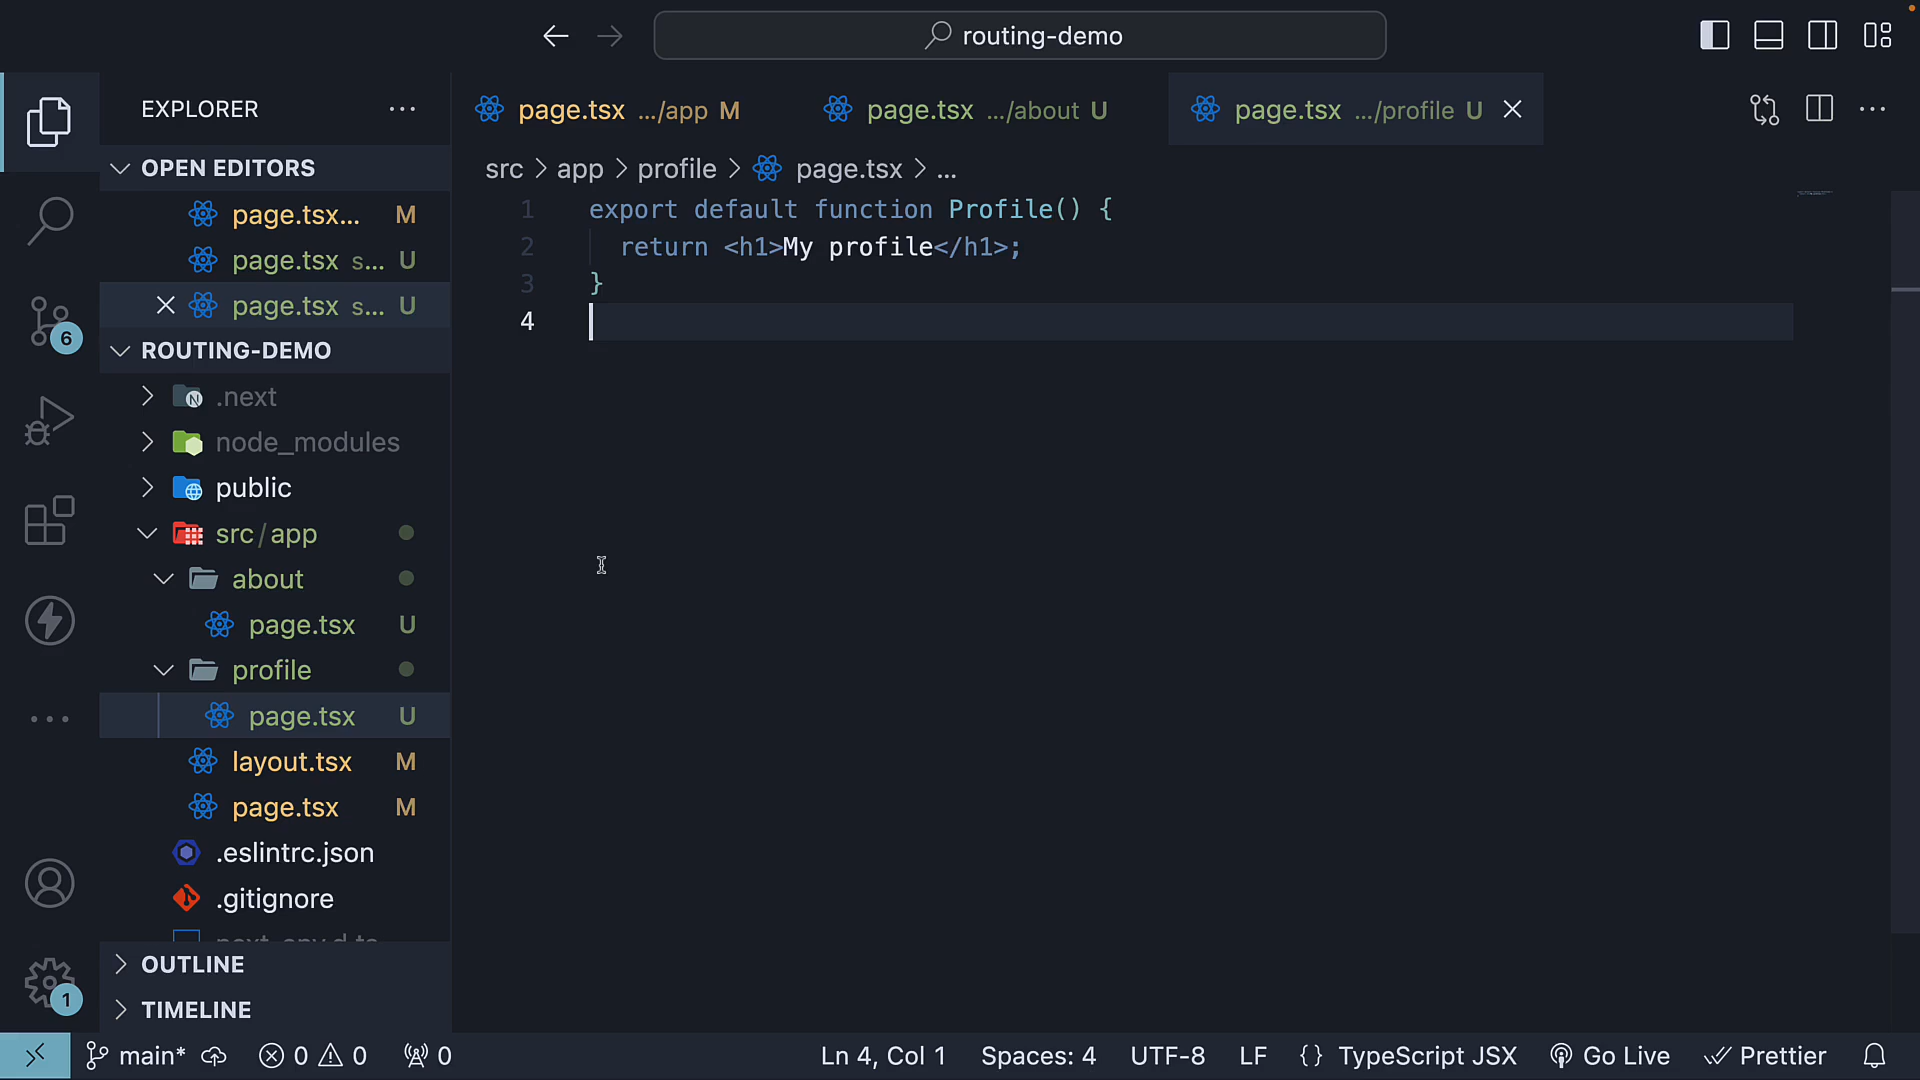 routing-demo
EXPLORER
page.tsx .../app M
page.tsx .../about U
page.tsx .../profile U
OPEN EDITORS
page.tsx... M
page.tsx s... U
page.tsx s... U
src > app > profile > page.tsx > ...
1 export default function Profile() {
2 return <h1>My profile</h1>;
3 }
4
ROUTING-DEMO
.next
node_modules
public
src/app
about
page.tsx U
profile
page.tsx U
layout.tsx M
page.tsx M
.eslintrc.json
.gitignore
OUTLINE
TIMELINE
6
1
main* 0 0 0
Ln 4, Col 1 Spaces: 4 UTF-8 LF {} TypeScript JSX Go Live Prettier